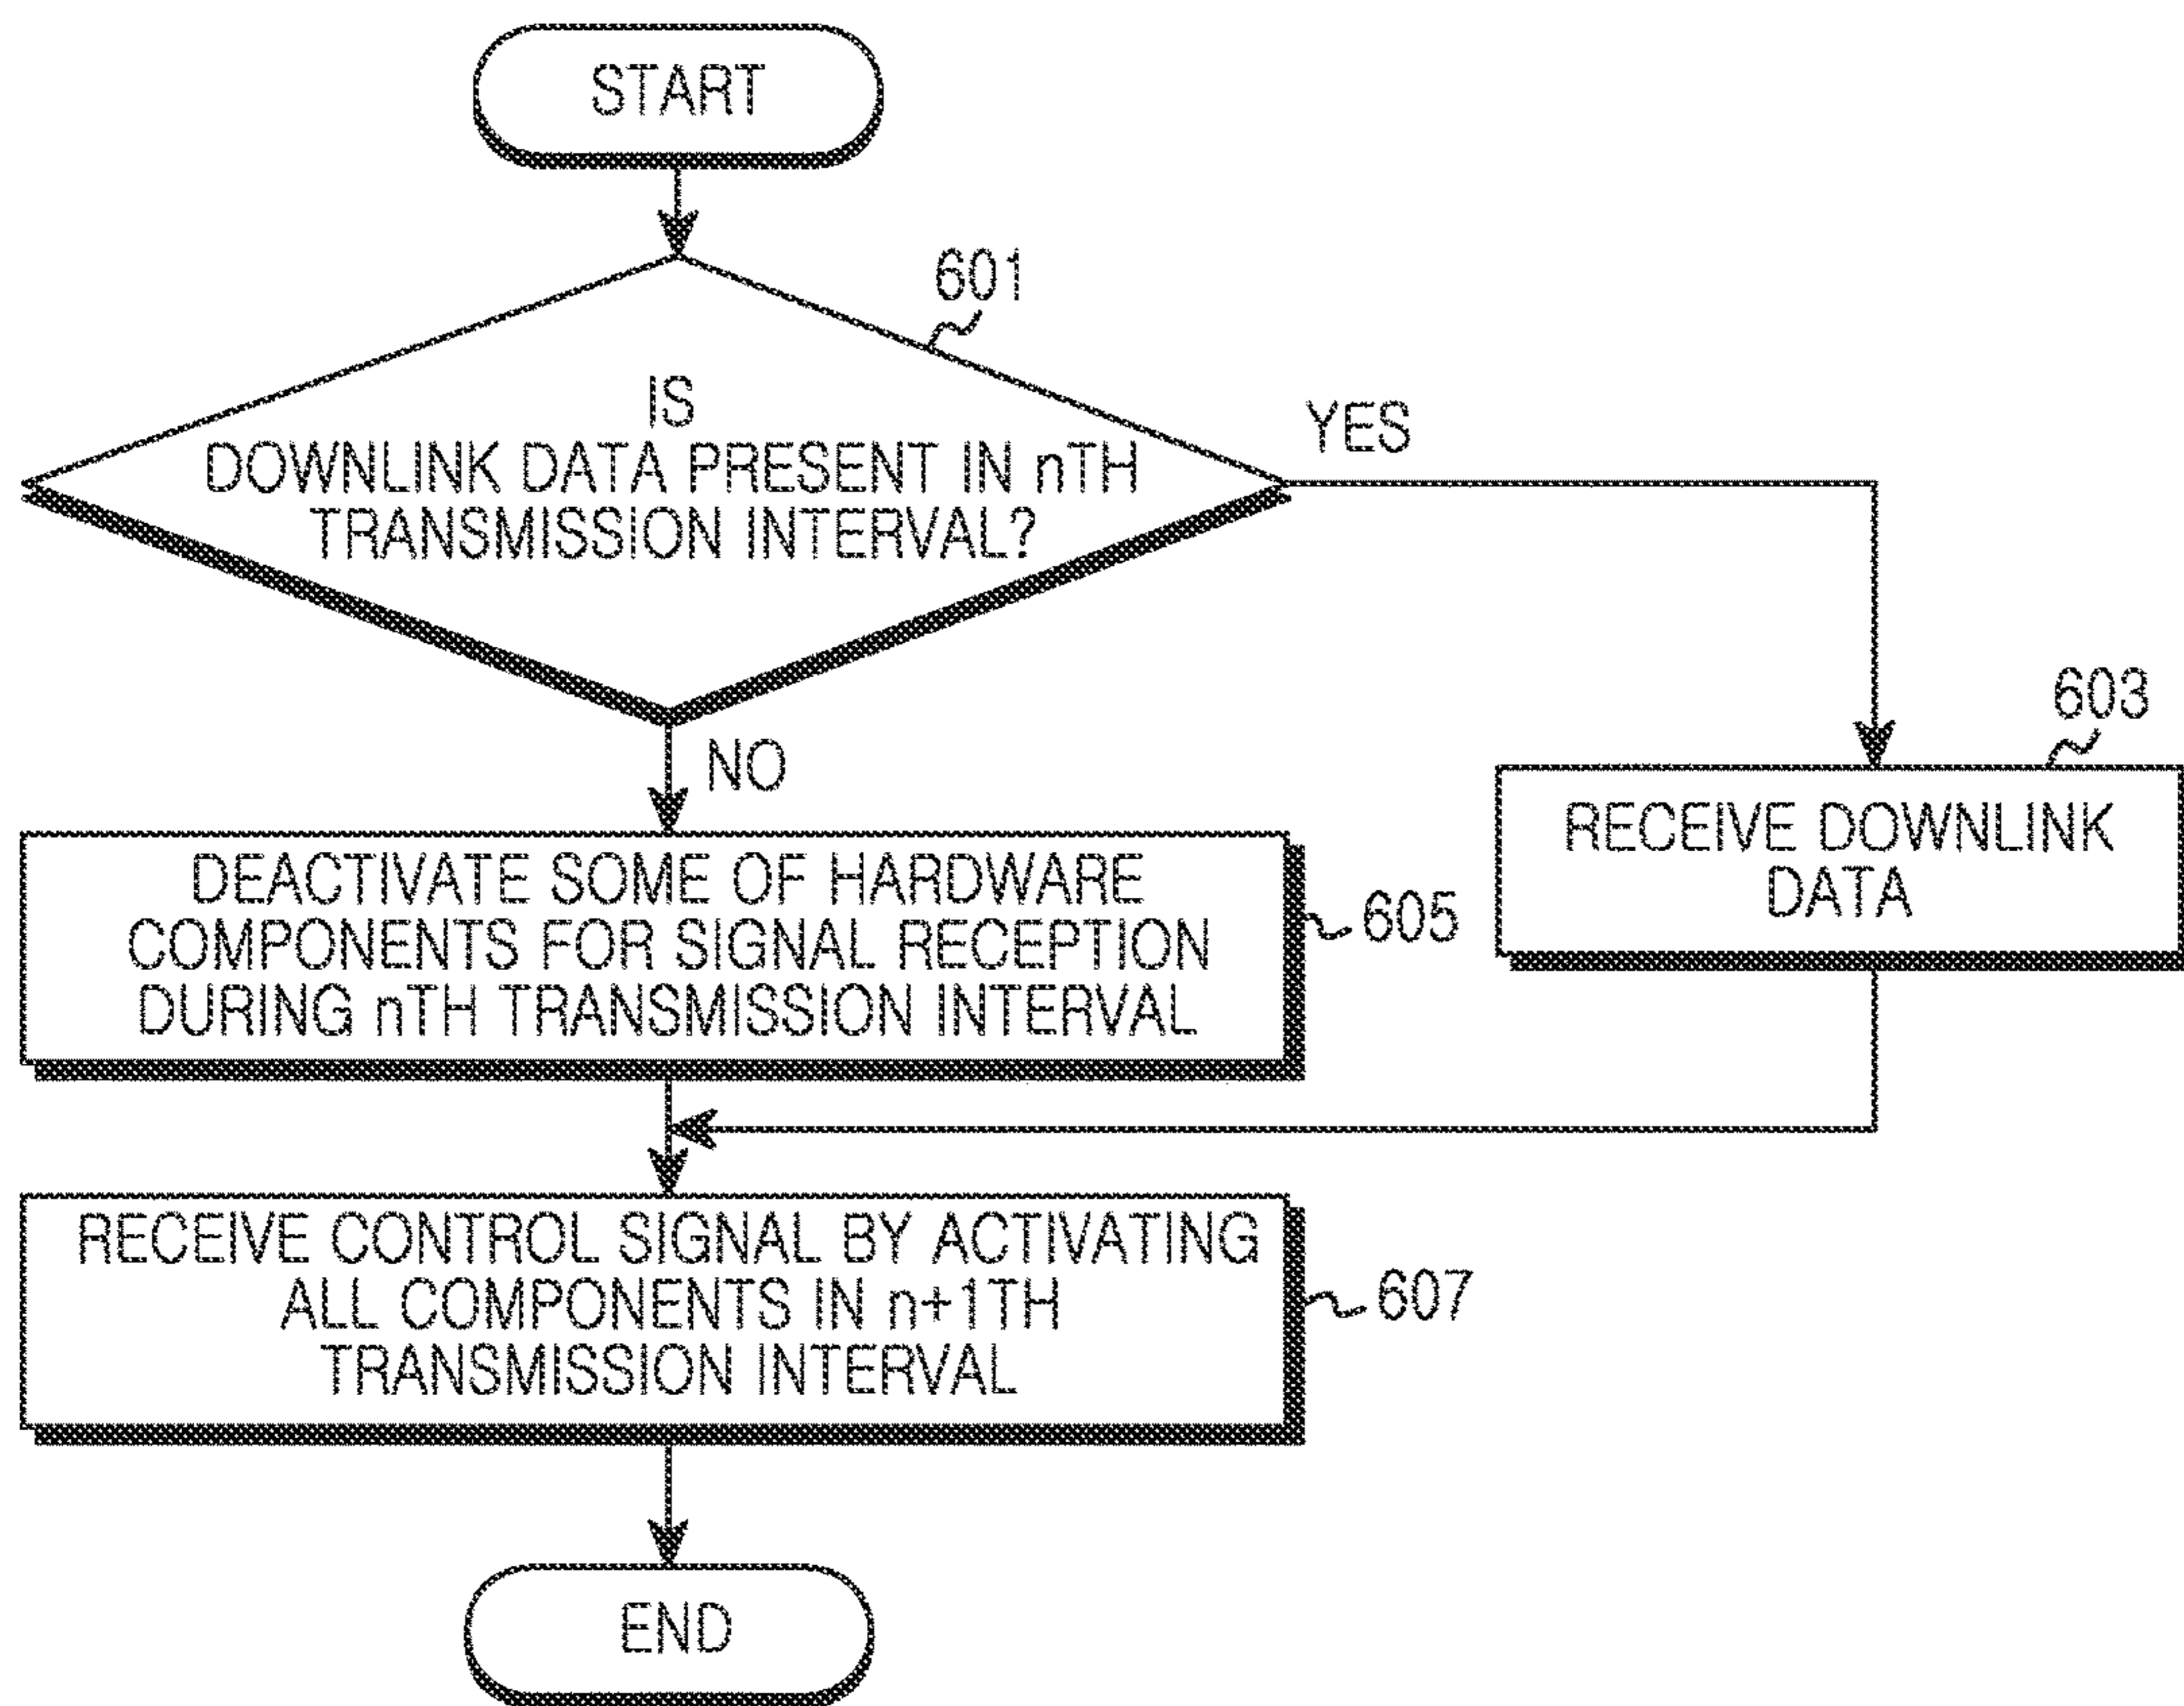 START
601
IS
DOWNLINK DATA PRESENT IN nTH
TRANSMISSION INTERVAL?
YES
NO
603
RECEIVE DOWNLINK
DATA
DEACTIVATE SOME OF HARDWARE
COMPONENTS FOR SIGNAL RECEPTION
DURING nTH TRANSMISSION INTERVAL
605
RECEIVE CONTROL SIGNAL BY ACTIVATING
ALL COMPONENTS IN n+1TH
TRANSMISSION INTERVAL
607
END